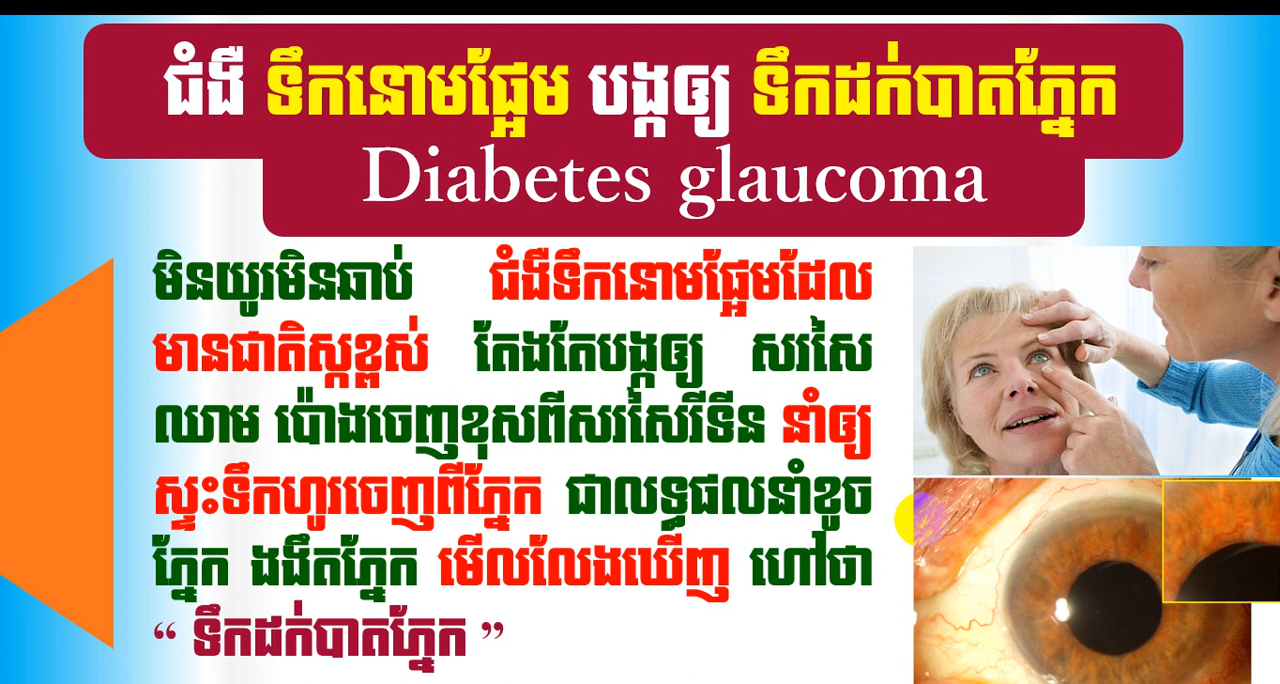 ជំងឺ ទឹកនោមផ្អែម បង្កឲ្យ ទឹកដក់បាតភ្នែក
Diabetes glaucoma
មិនយូរមិនឆាប់ ជំងឺទឹកនោមផ្អែមដែល
មានជាតិស្ករខ្ពស់ តែងតែបង្កឲ្យ សរសៃ
ឈាម ប៉ោងចេញខុសពីសរសៃរីទីន នាំឲ្យ
ស្ទះទឹកហូរចេញពីភ្នែក ជាលទ្ធផលនាំខូច
ភ្នែក ងងឹតភ្នែក មើលលែងឃើញ ហៅថា
“ ទឹកដក់បាតភ្នែក ”